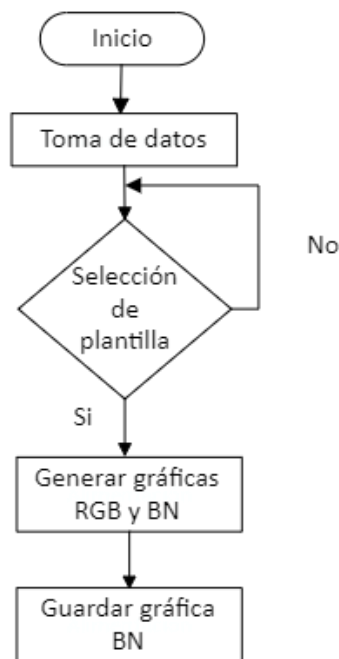 Inicio
Toma de datos
No
Selección
de
plantilla
Si
Generar gráficas
RGB y BN
Guardar gráfica
BN